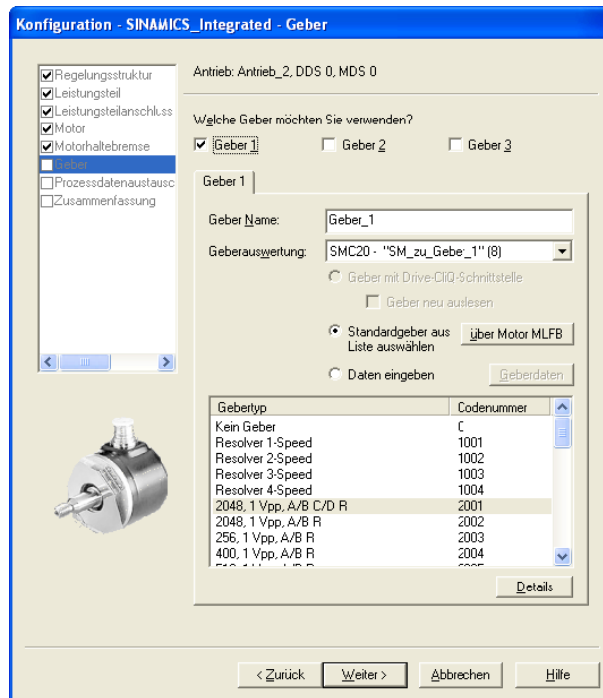 Konfiguration - SINAMICS_Integrated - Geber
Regelungsstruktur
Leistungsteil
Leistungsteilanschluss
Motor
Motorhaltebremse
Geber
Prozessdatenaustausc
Zusammenfassung
Antrieb: Antrieb_2, DDS 0, MDS 0
Welche Geber möchten Sie verwenden?
Geber 1 Geber 2 Geber 3
Geber 1
Geber Name: Geber_1
Geberauswertung: SMC20 - "SM_zu_Geber_1" (8)
Geber mit Drive-CliQ-Schnittstelle
Geber neu auslesen
Standardgeber aus
Liste auswählen
über Motor MLFB
Daten eingeben Geberdaten
Gebertyp Codenummer
Kein Geber
Resolver 1-Speed 1001
Resolver 2-Speed 1002
Resolver 3-Speed 1003
Resolver 4-Speed 1004
2048, 1 Vpp, A/B C/D R 2001
2048, 1 Vpp, A/B R 2002
256, 1 Vpp, A/B R 2003
400, 1 Vpp, A/B R 2004
Details
< Zurück Weiter > Abbrechen Hilfe